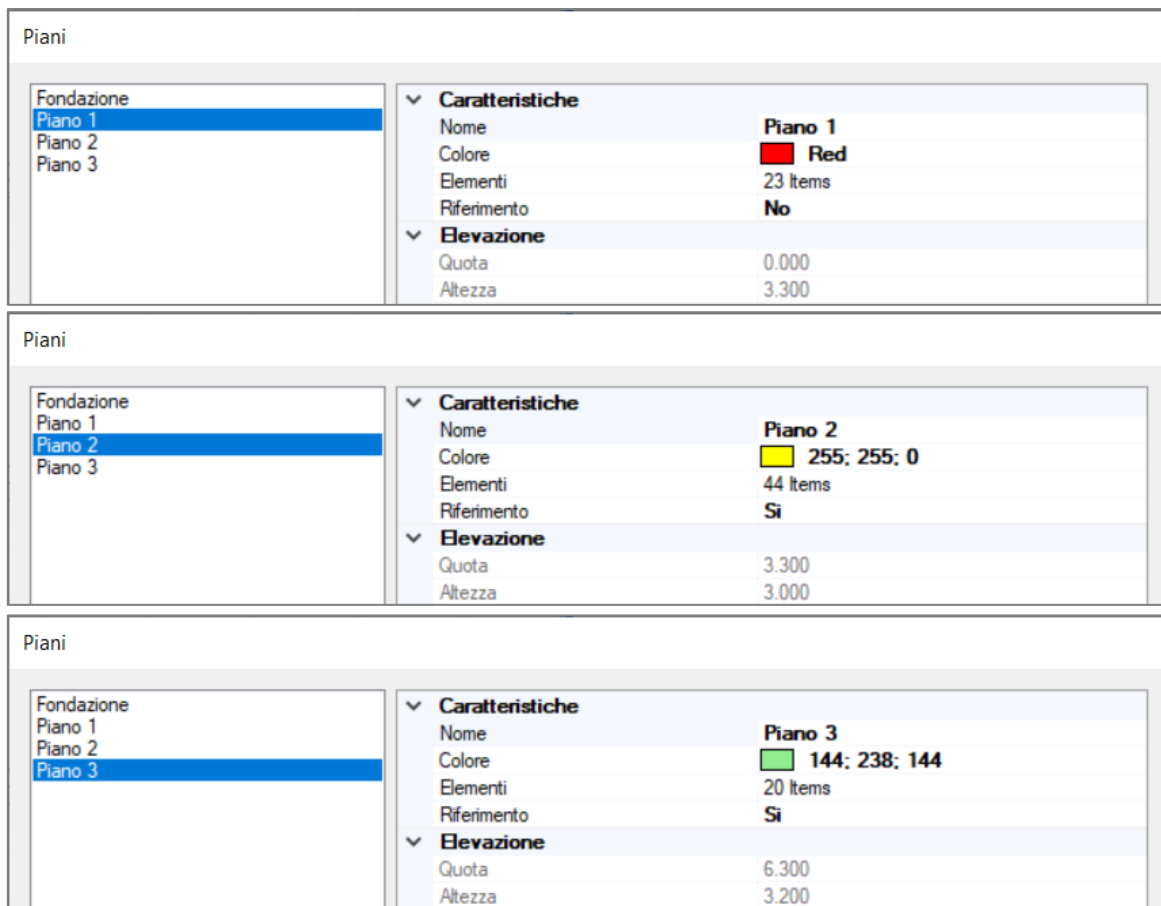 Piani
Fondazione
Piano 1
Piano 2
Piano 3
Caratteristiche
Nome Piano 1
Colore Red
Elementi 23 Items
Riferimento No
Elevazione
Quota 0.000
Altezza 3.300
Piani
Fondazione
Piano 1
Piano 2
Piano 3
Caratteristiche
Nome Piano 2
Colore 255; 255; 0
Elementi 44 Items
Riferimento Si
Elevazione
Quota 3.300
Altezza 3.000
Piani
Fondazione
Piano 1
Piano 2
Piano 3
Caratteristiche
Nome Piano 3
Colore 144; 238; 144
Elementi 20 Items
Riferimento Si
Elevazione
Quota 6.300
Altezza 3.200